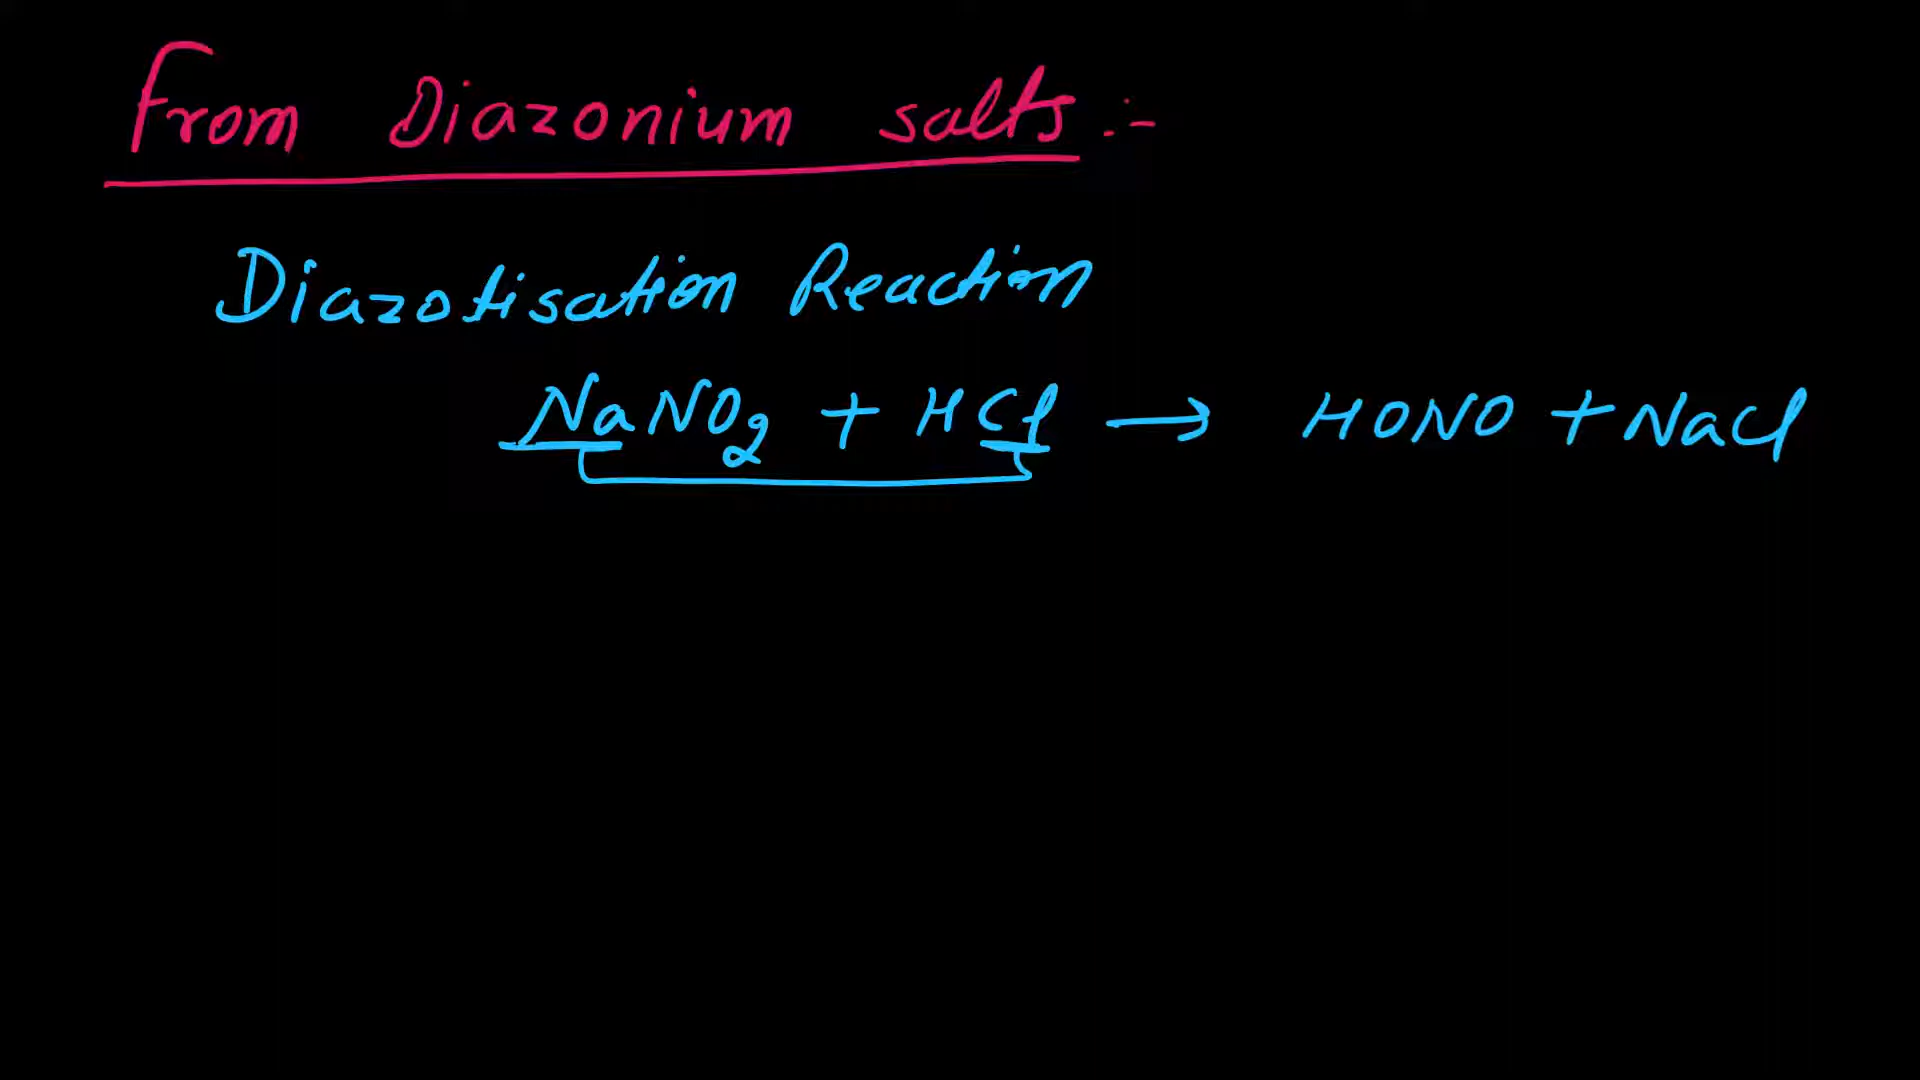 From Diazonium salts :-
Diazotisation Reaction
NaNO₂ + HCl → HONO + NaCl